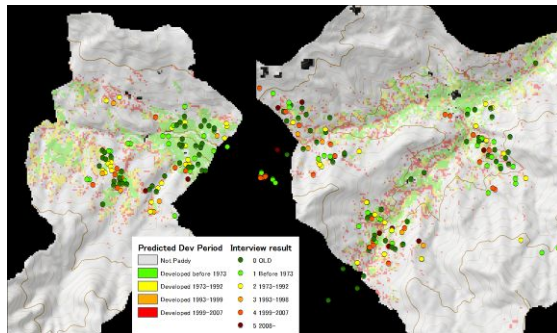 Predicted Dev Period
Not Paddy
Developed before 1973
Developed 1973-1992
Developed 1993-1999
Developed 1999-2007
Interview result
0 OLD
1 Before 1973
2 1973-1992
3 1993-1998
4 1999-2007
5 2008-